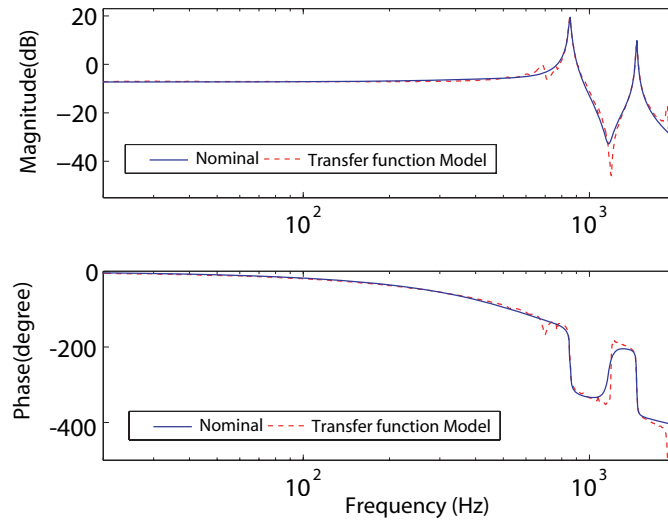 20
0
−20
−40
Magnitude(dB)
Nominal
Transfer function Model
10^2
10^3
0
-200
-400
Phase(degree)
Nominal
Transfer function Model
10^2
10^3
Frequency (Hz)